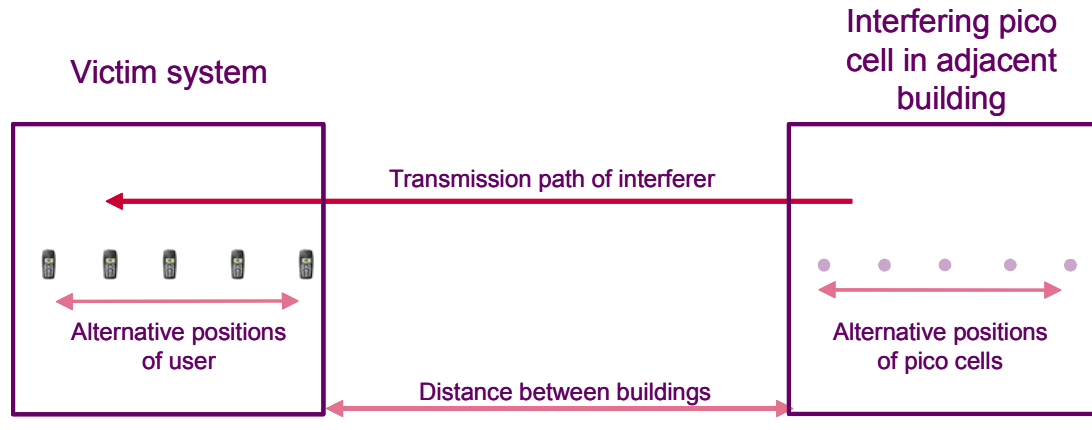 Victim system
Interfering pico
cell in adjacent
building
Transmission path of interferer
Alternative positions
of user
Alternative positions
of pico cells
Distance between buildings